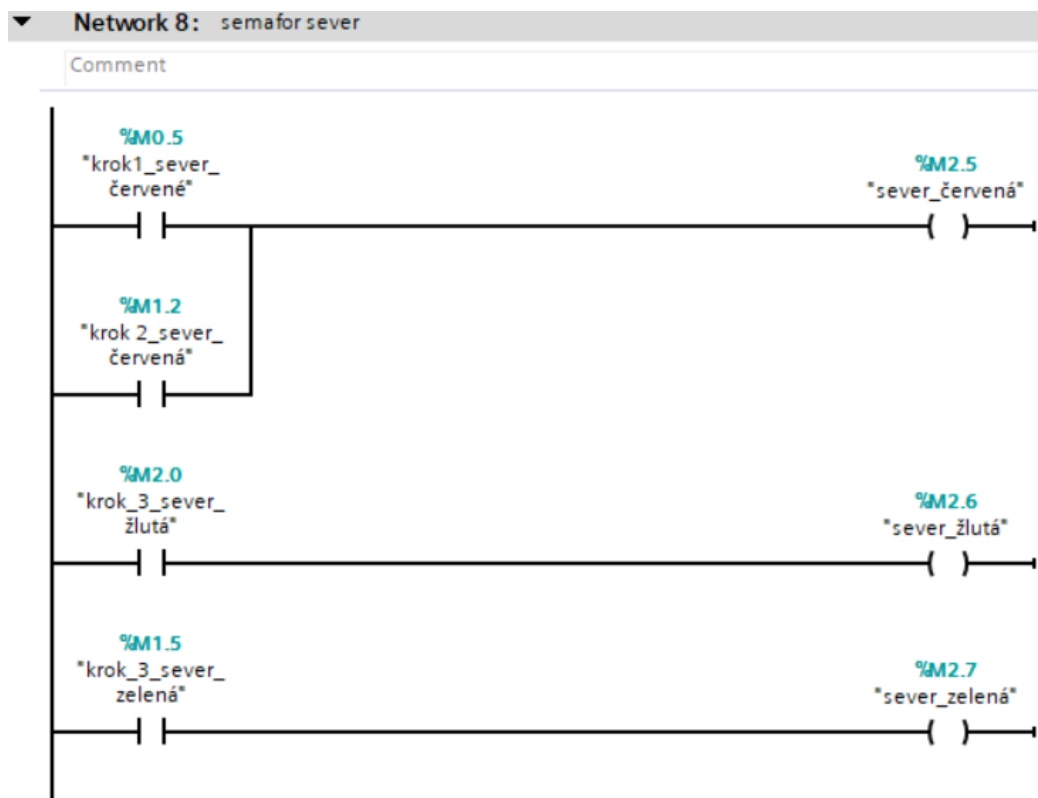 Network 8: semafor sever
Comment
%M0.5
"krok1_sever_
červené"
%M2.5
"sever_červená"
%M1.2
"krok 2_sever_
červená"
%M2.0
"krok_3_sever_
žlutá"
%M2.6
"sever_žlutá"
%M1.5
"krok_3_sever_
zelená"
%M2.7
"sever_zelená"